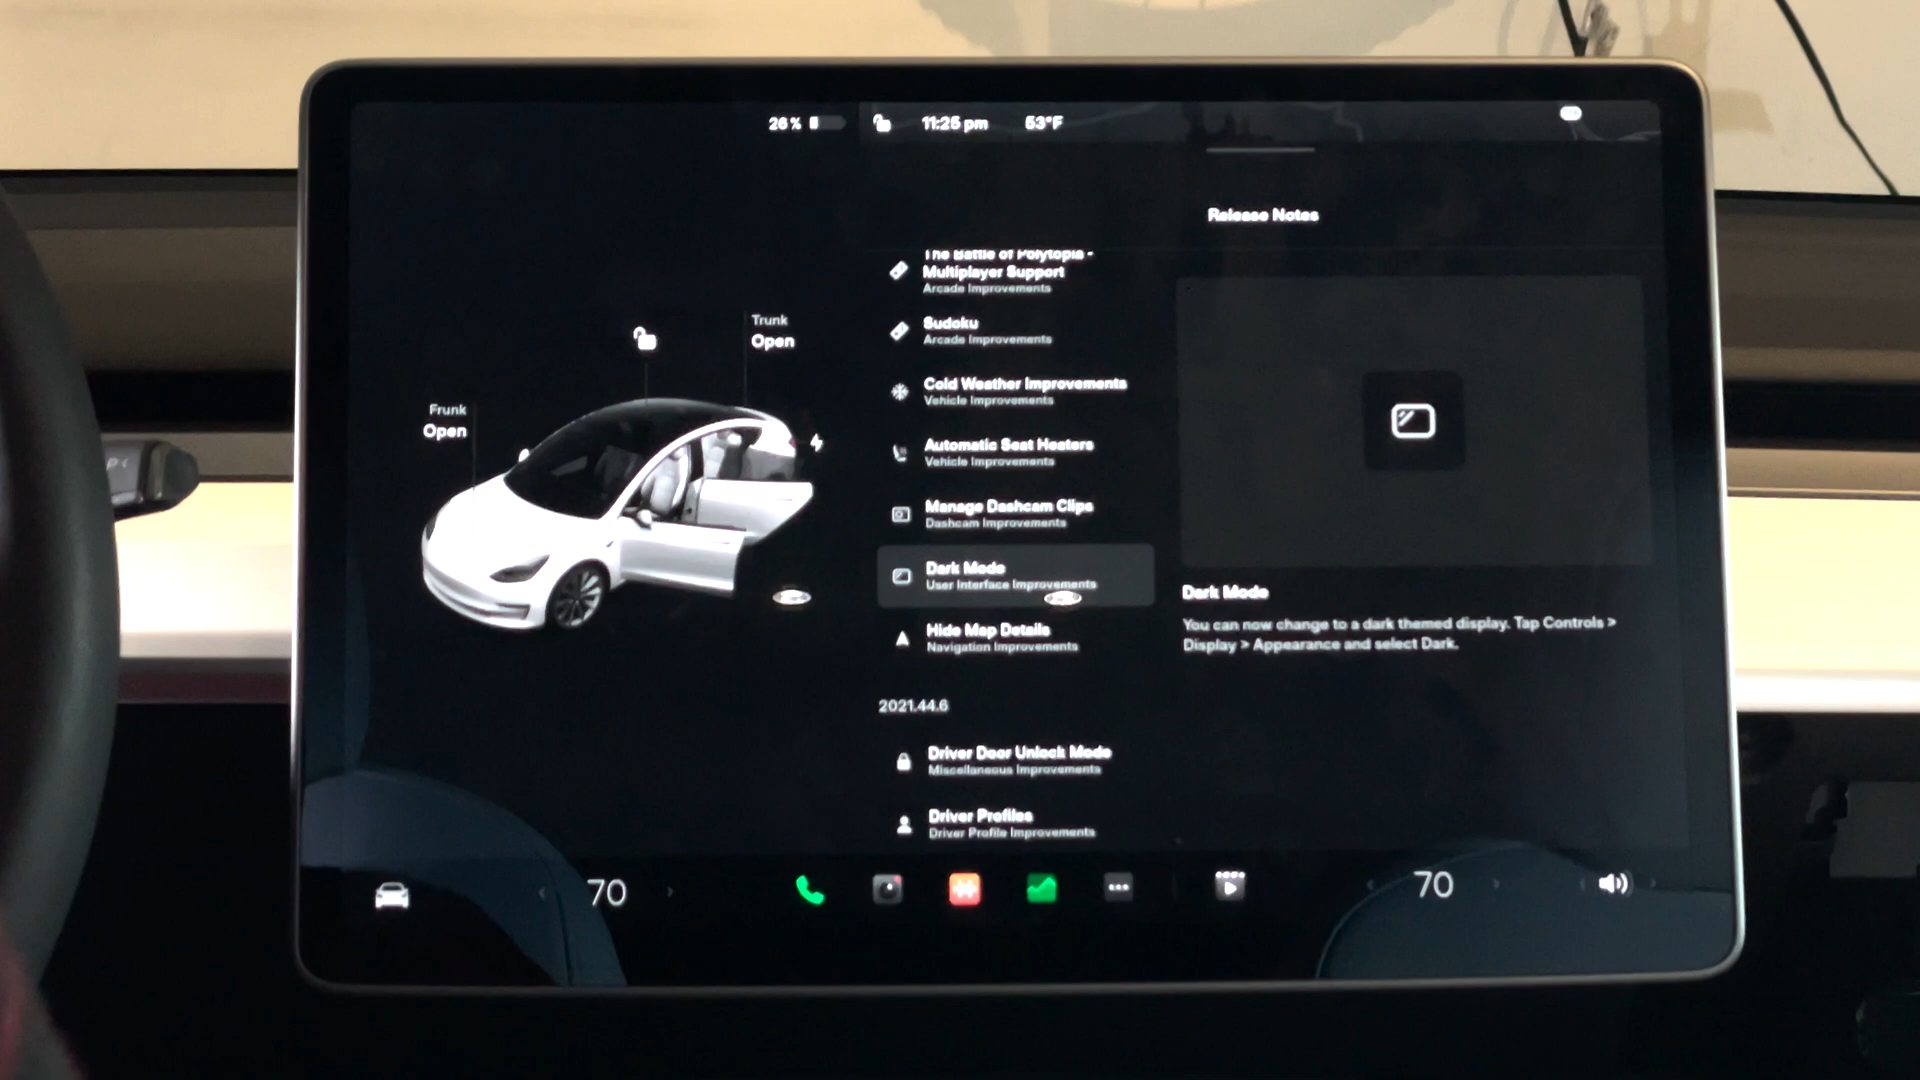 26 %
11:25 pm
53°F
Release Notes
The Battle of Polytopia -
Multiplayer Support
Arcade Improvements
Sudoku
Arcade Improvements
Cold Weather Improvements
Vehicle Improvements
Automatic Seat Heaters
Vehicle Improvements
Manage Dashcam Clips
Dashcam Improvements
Dark Mode
User Interface Improvements
Hide Map Details
Navigation Improvements
2021.44.6
Driver Door Unlock Mode
Miscellaneous Improvements
Driver Profiles
Driver Profile Improvements
Trunk
Open
Frunk
Open
Dark Mode
You can now change to a dark themed display. Tap Controls >
Display > Appearance and select Dark.
70
70
P